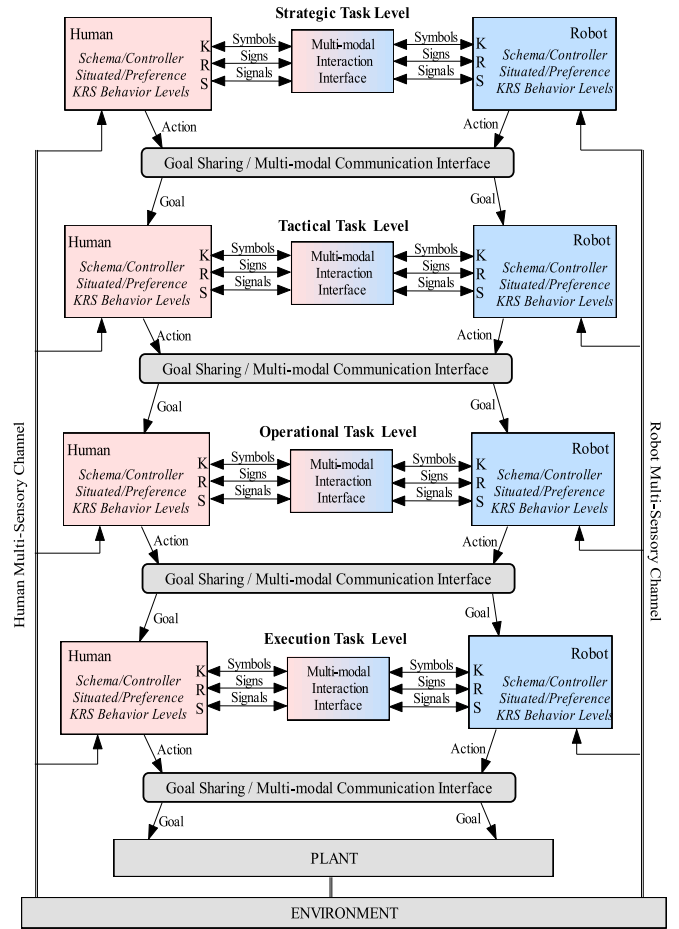 Strategic Task Level
Human
Schema/Controller
Situated/Preference
KRS Behavior Levels
K
R
S
Symbols
Signs
Signals
Multi-modal
Interaction
Interface
Symbols
Signs
Signals
K
R
S
Robot
Schema/Controller
Situated/Preference
KRS Behavior Levels
Action
Action
Goal Sharing / Multi-modal Communication Interface
Goal
Goal
Tactical Task Level
Human
Schema/Controller
Situated/Preference
KRS Behavior Levels
K
R
S
Symbols
Signs
Signals
Multi-modal
Interaction
Interface
Symbols
Signs
Signals
K
R
S
Robot
Schema/Controller
Situated/Preference
KRS Behavior Levels
Action
Action
Goal Sharing / Multi-modal Communication Interface
Goal
Goal
Operational Task Level
Human
Schema/Controller
Situated/Preference
KRS Behavior Levels
K
R
S
Symbols
Signs
Signals
Multi-modal
Interaction
Interface
Symbols
Signs
Signals
K
R
S
Robot
Schema/Controller
Situated/Preference
KRS Behavior Levels
Action
Action
Goal Sharing / Multi-modal Communication Interface
Goal
Goal
Execution Task Level
Human
Schema/Controller
Situated/Preference
KRS Behavior Levels
K
R
S
Symbols
Signs
Signals
Multi-modal
Interaction
Interface
Symbols
Signs
Signals
K
R
S
Robot
Schema/Controller
Situated/Preference
KRS Behavior Levels
Action
Action
Goal Sharing / Multi-modal Communication Interface
Goal
Goal
PLANT
ENVIRONMENT
Human Multi-Sensory Channel
Robot Multi-Sensory Channel